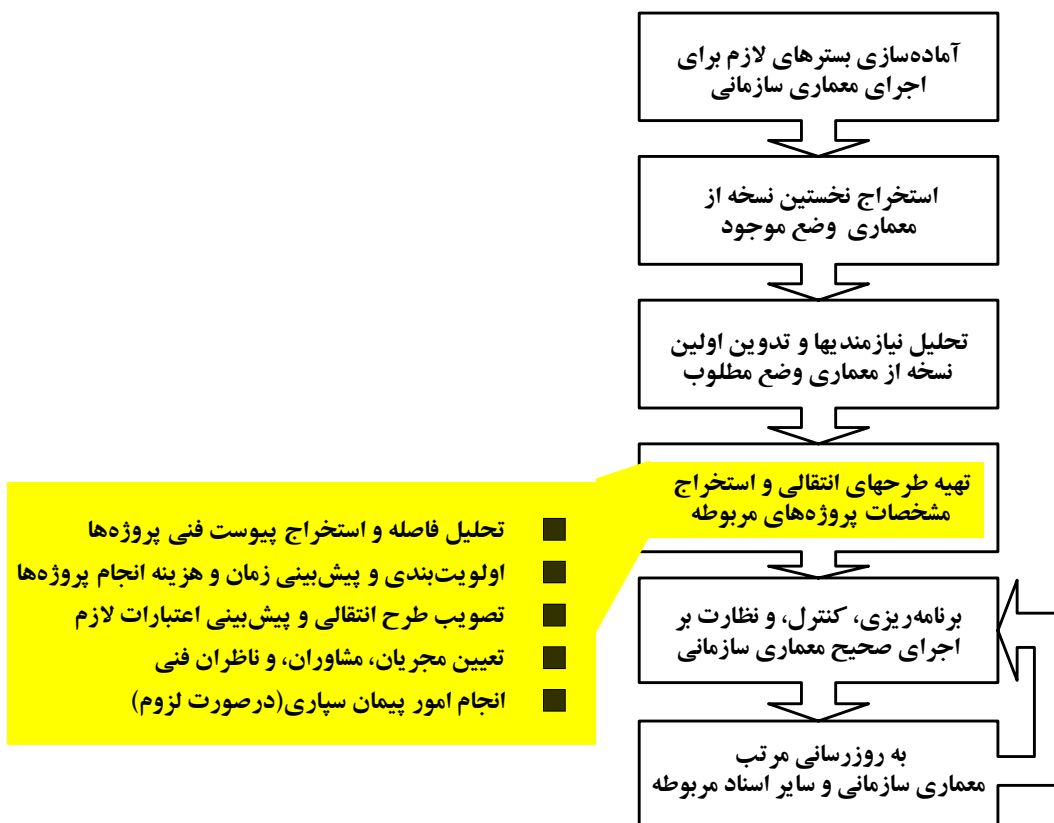 آماده‌سازی بسترهای لازم برای
اجرای معماری سازمانی
استخراج نخستین نسخه از
معماری وضع موجود
تحلیل نیازمندیها و تدوین اولین
نسخه از معماری وضع مطلوب
تهیه طرحهای انتقالی و استخراج
مشخصات پروژه‌های مربوطه
تحلیل فاصله و استخراج پیوست فنی پروژه‌ها
اولویت‌بندی و پیش‌بینی زمان و هزینه انجام پروژه‌ها
تصویب طرح انتقالی و پیش‌بینی اعتبارات لازم
تعیین مجریان، مشاوران، و ناظران فنی
انجام امور پیمان سپاری(درصورت لزوم)
برنامه‌ریزی، کنترل، و نظارت بر
اجرای صحیح معماری سازمانی
به روزرسانی مرتب
معماری سازمانی و سایر اسناد مربوطه